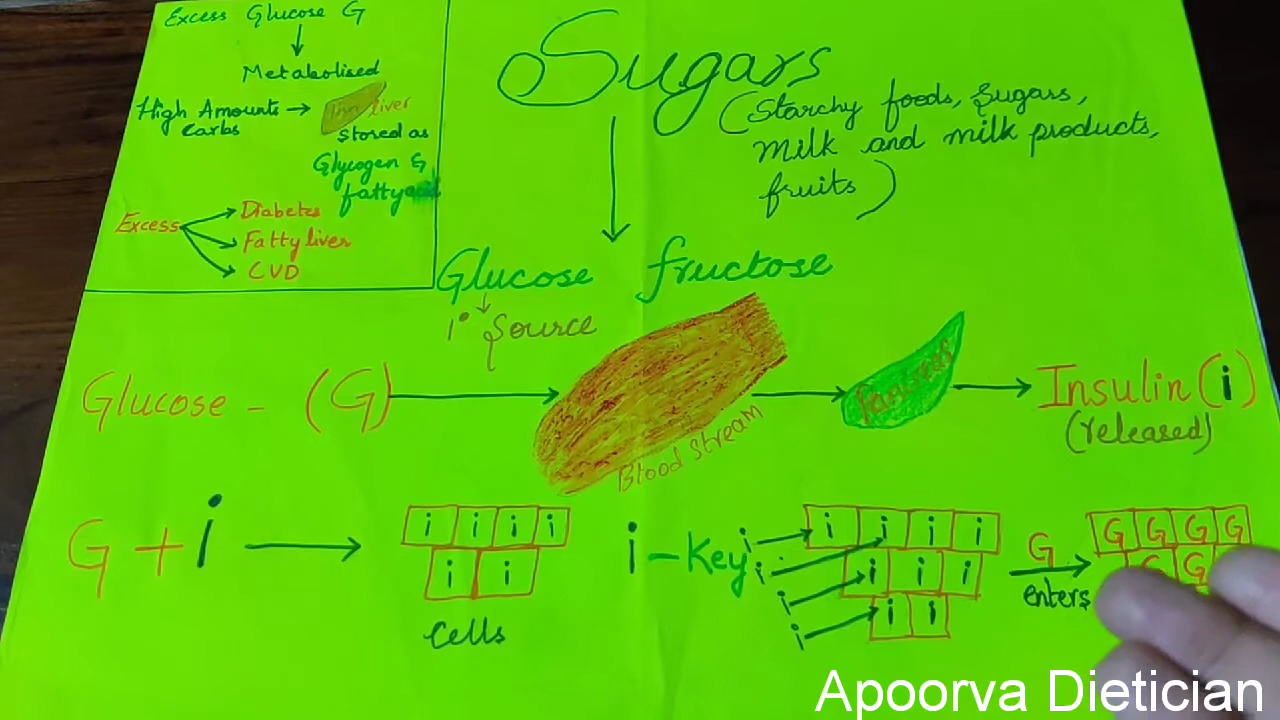 Excess Glucose G
Metabolised
High Amounts
Carbs
liver
stored as
Glycogen &
fatty acid
Excess
Diabetes
Fatty liver
CVD
Sugars
(Starchy foods, Sugars,
Milk and milk products,
fruits)
Glucose fructose
1° Source
Glucose - (G)
Blood Stream
Pancreas
Insulin (i)
(released)
G + i
i i i i
i i
Cells
i - Key
i
i
i
i
i i i i
i i i
i i
G
enters
G G G G
G G
Apoorva Dietician